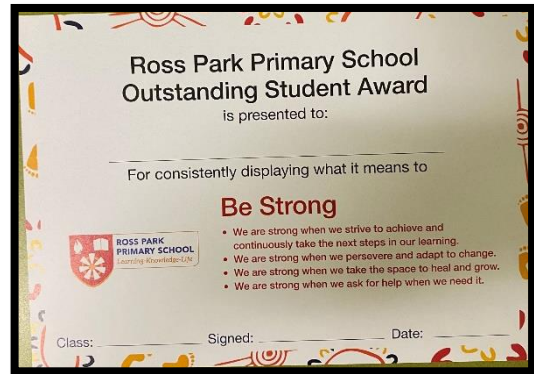 Ross Park Primary School
Outstanding Student Award
is presented to:
For consistently displaying what it means to
Be Strong
• We are strong when we strive to achieve and
continuously take the next steps in our learning.
• We are strong when we persevere and adapt to change.
• We are strong when we take the space to heal and grow.
• We are strong when we ask for help when we need it.
ROSS PARK
PRIMARY SCHOOL
Learning-Knowledge-Life
Class: Signed: Date: